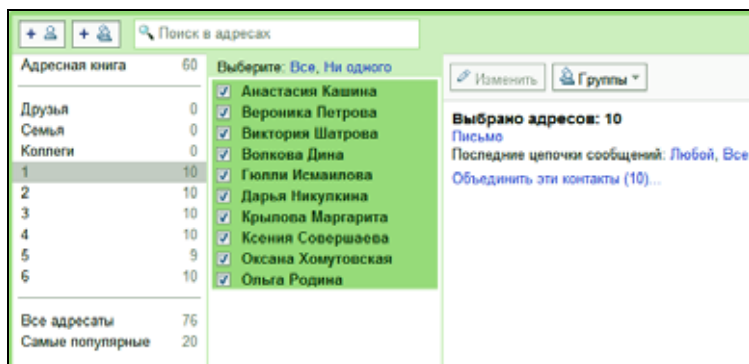 Поиск в адресах
Адресная книга 60
Друзья 0
Семья 0
Коллеги 0
1 10
2 10
3 10
4 10
5 9
6 10
Все адресаты 76
Самые популярные 20
Выберите: Все, Ни одного
Анастасия Кашина
Вероника Петрова
Виктория Шатрова
Волкова Дина
Гюлли Исмаилова
Дарья Никулкина
Крылова Маргарита
Ксения Совершаева
Оксана Хомутовская
Ольга Родина
Изменить Группы
Выбрано адресов: 10
Письмо
Последние цепочки сообщений: Любой, Все
Объединить эти контакты (10)...